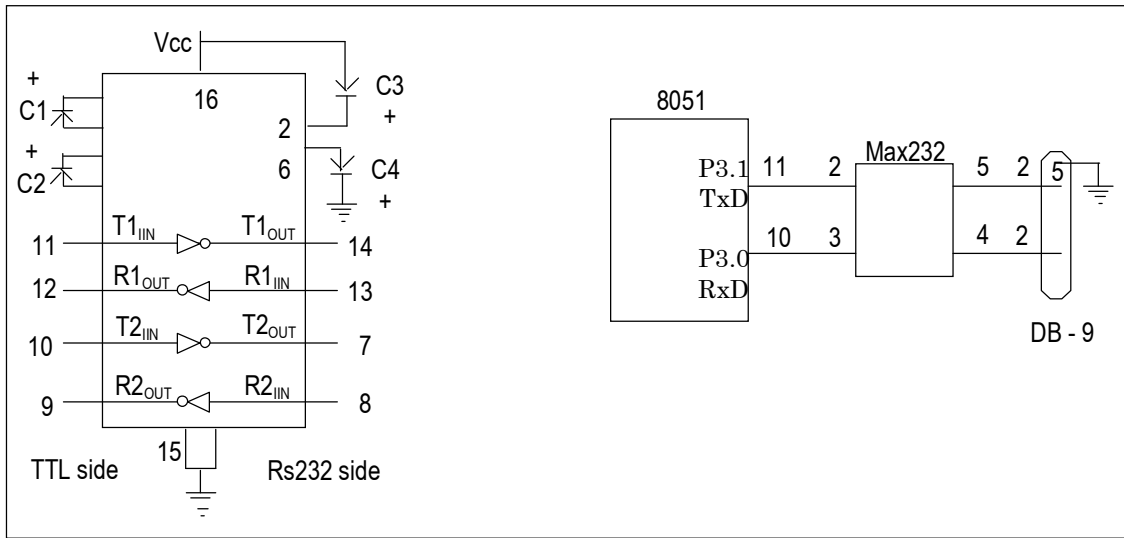 Vcc
+
C1
16
C3
+
2
+
C2
6
C4
+
11 T1IIN T1OUT 14
12 R1OUT R1IIN 13
10 T2IIN T2OUT 7
9 R2OUT R2IIN 8
15
TTL side
Rs232 side
8051
Max232
P3.1 11 2 5 2 5
TxD
P3.0 10 3 4 2
RxD
DB - 9